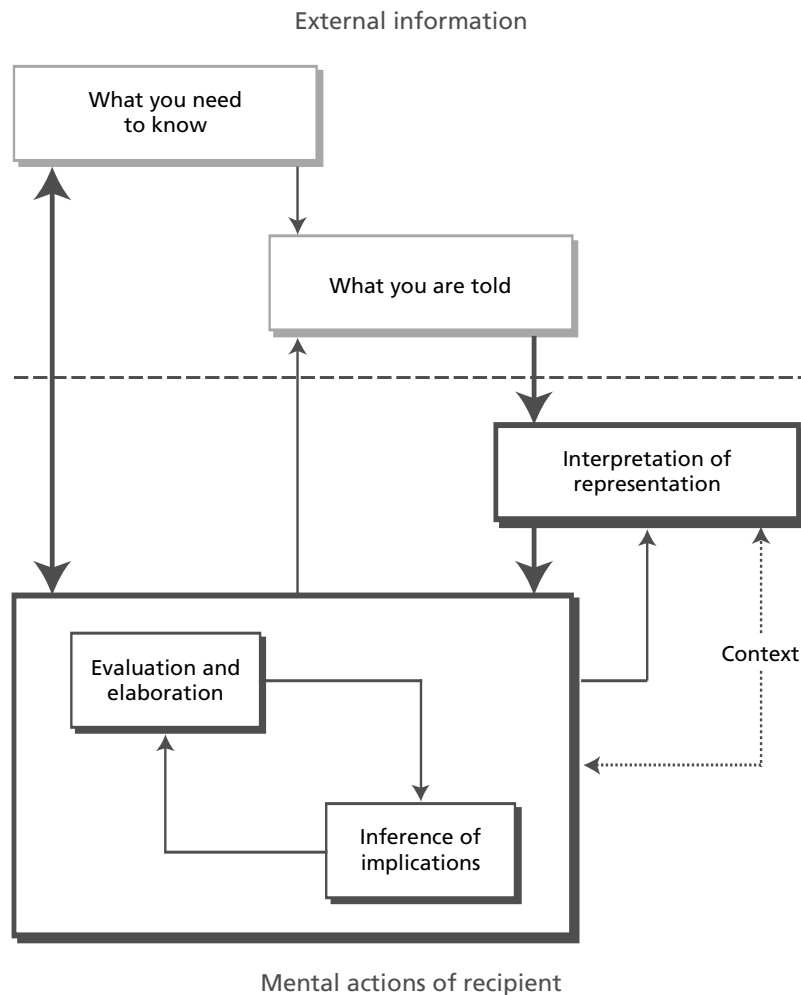 External information
What you need
to know
What you are told
Interpretation of
representation
Context
Evaluation and
elaboration
Inference of
implications
Mental actions of recipient